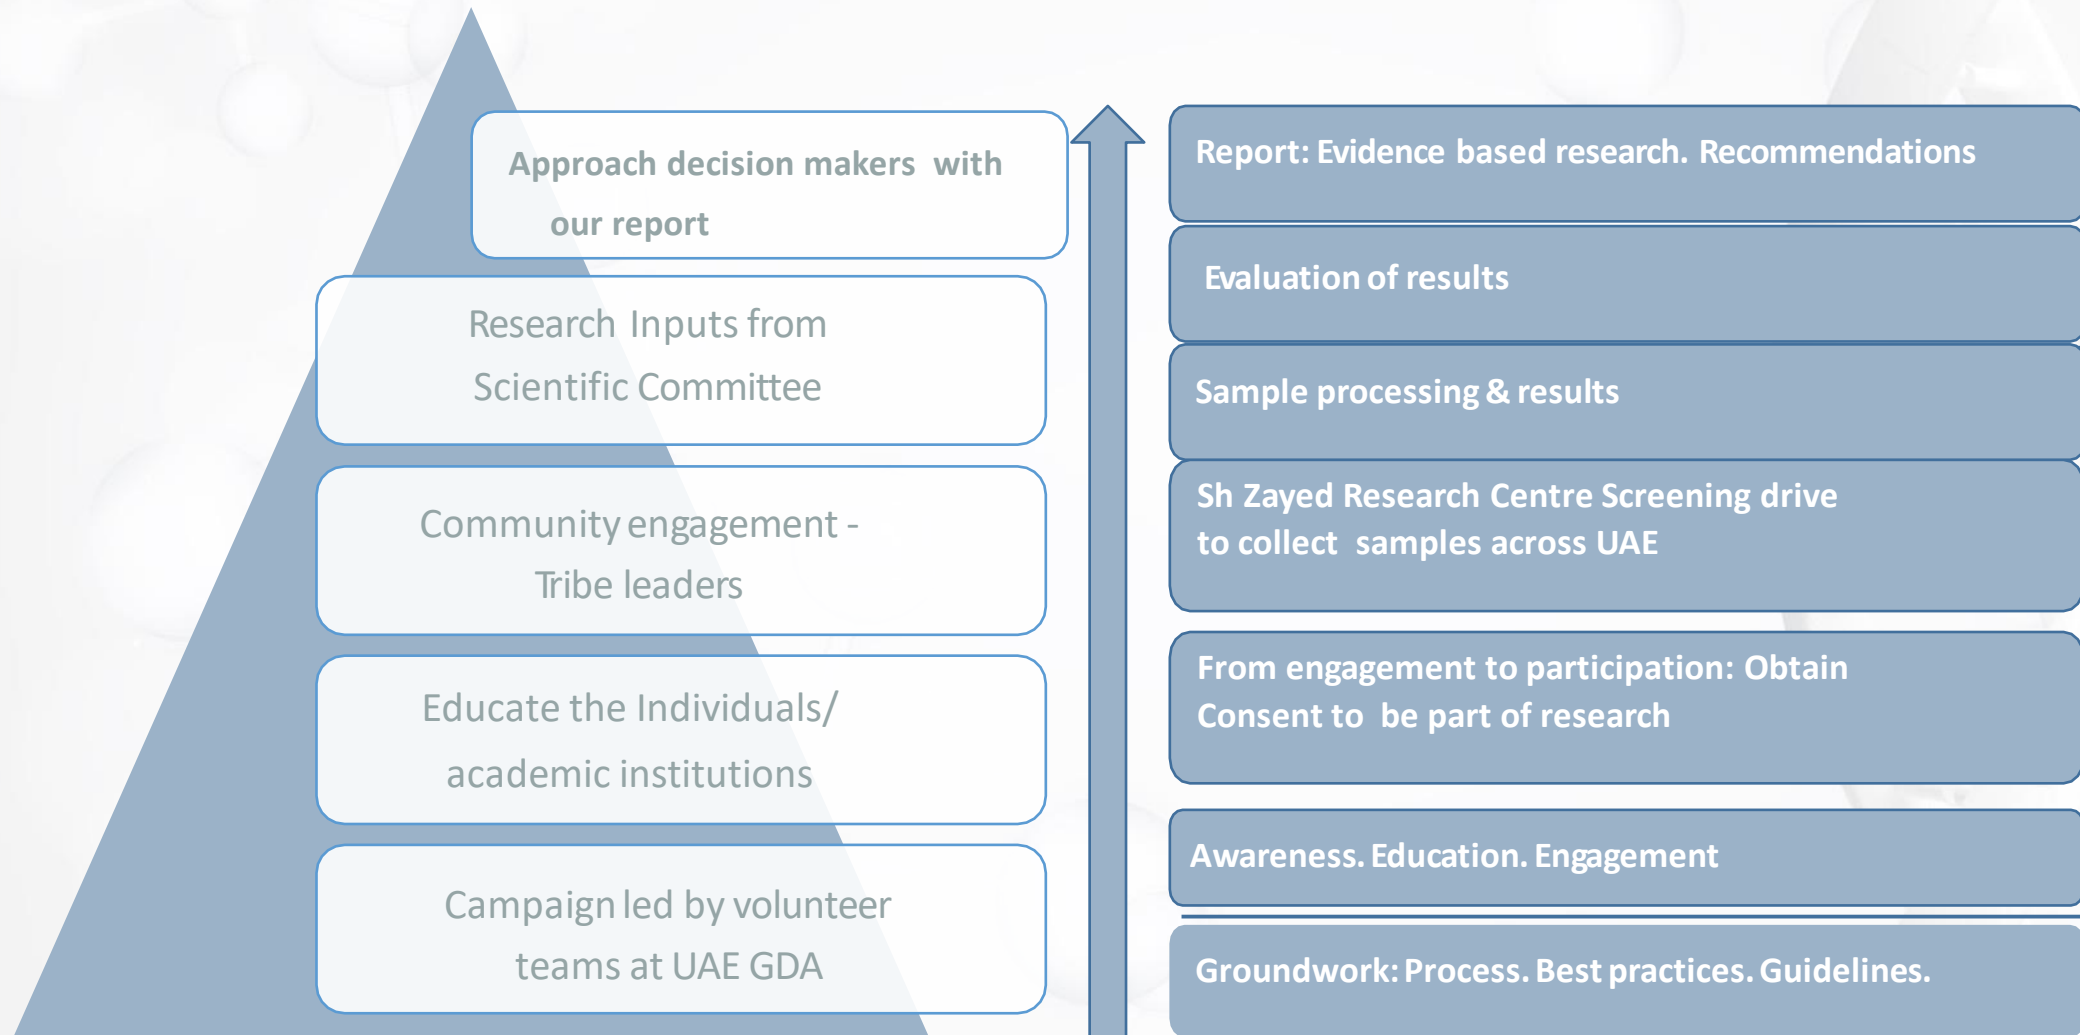 Approach decision makers with
our report
Research Inputs from
Scientific Committee
Community engagement -
Tribe leaders
Educate the Individuals/
academic institutions
Campaign led by volunteer
teams at UAE GDA
Report: Evidence based research. Recommendations
Evaluation of results
Sample processing & results
Sh Zayed Research Centre Screening drive
to collect samples across UAE
From engagement to participation: Obtain
Consent to be part of research
Awareness. Education. Engagement
Groundwork: Process. Best practices. Guidelines.